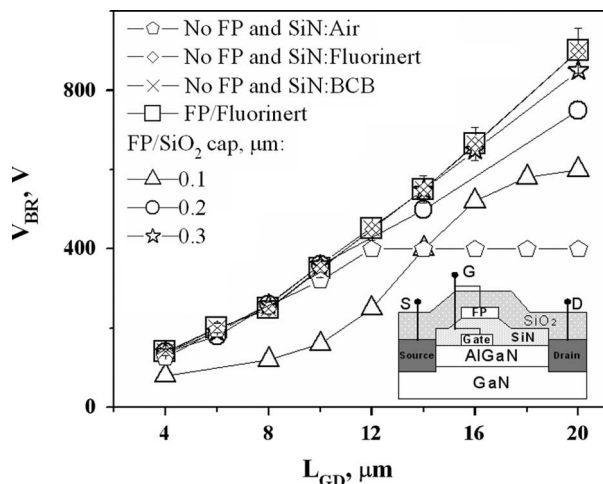 No FP and SiN:Air
No FP and SiN:Fluorinert
No FP and SiN:BCB
FP/Fluorinert
FP/SiO₂ cap, μm:
0.1
0.2
0.3
V_BR, V
800
400
0
4 8 12 16 20
L_GD, μm
G
S D
FP SiO₂
SiN
Gate
Source AlGaN Drain
GaN